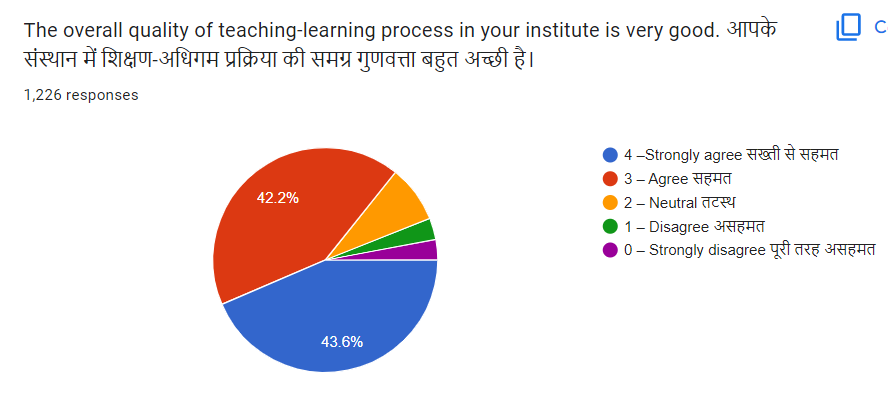 The overall quality of teaching-learning process in your institute is very good. आपके
संस्थान में शिक्षण-अधिगम प्रक्रिया की समग्र गुणवत्ता बहुत अच्छी है।
1,226 responses
42.2%
43.6%
4 –Strongly agree सख्ती से सहमत
3 – Agree सहमत
2 – Neutral तटस्थ
1 – Disagree असहमत
0 – Strongly disagree पूरी तरह असहमत